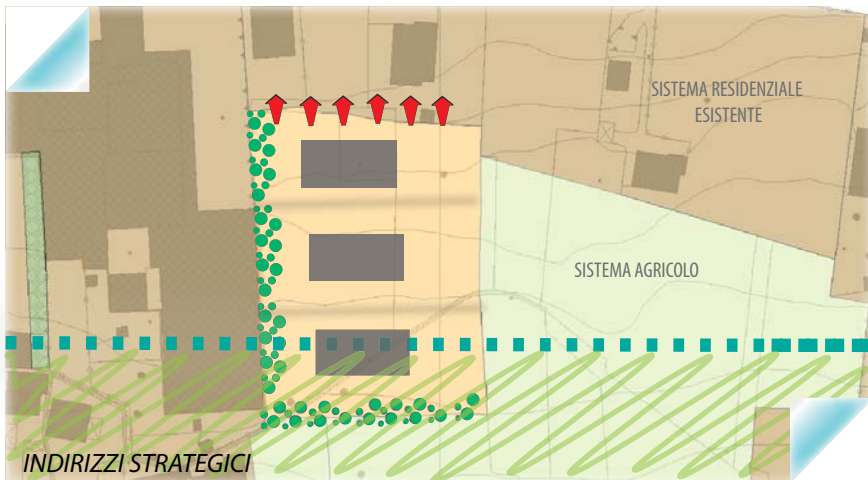 SISTEMA RESIDENZIALE
ESISTENTE
SISTEMA AGRICOLO
INDIRIZZI STRATEGICI